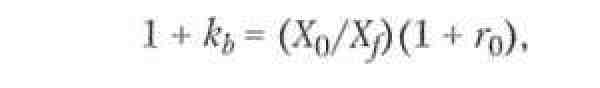 1 + k_b = (X_0/X_f)(1 + r_0),